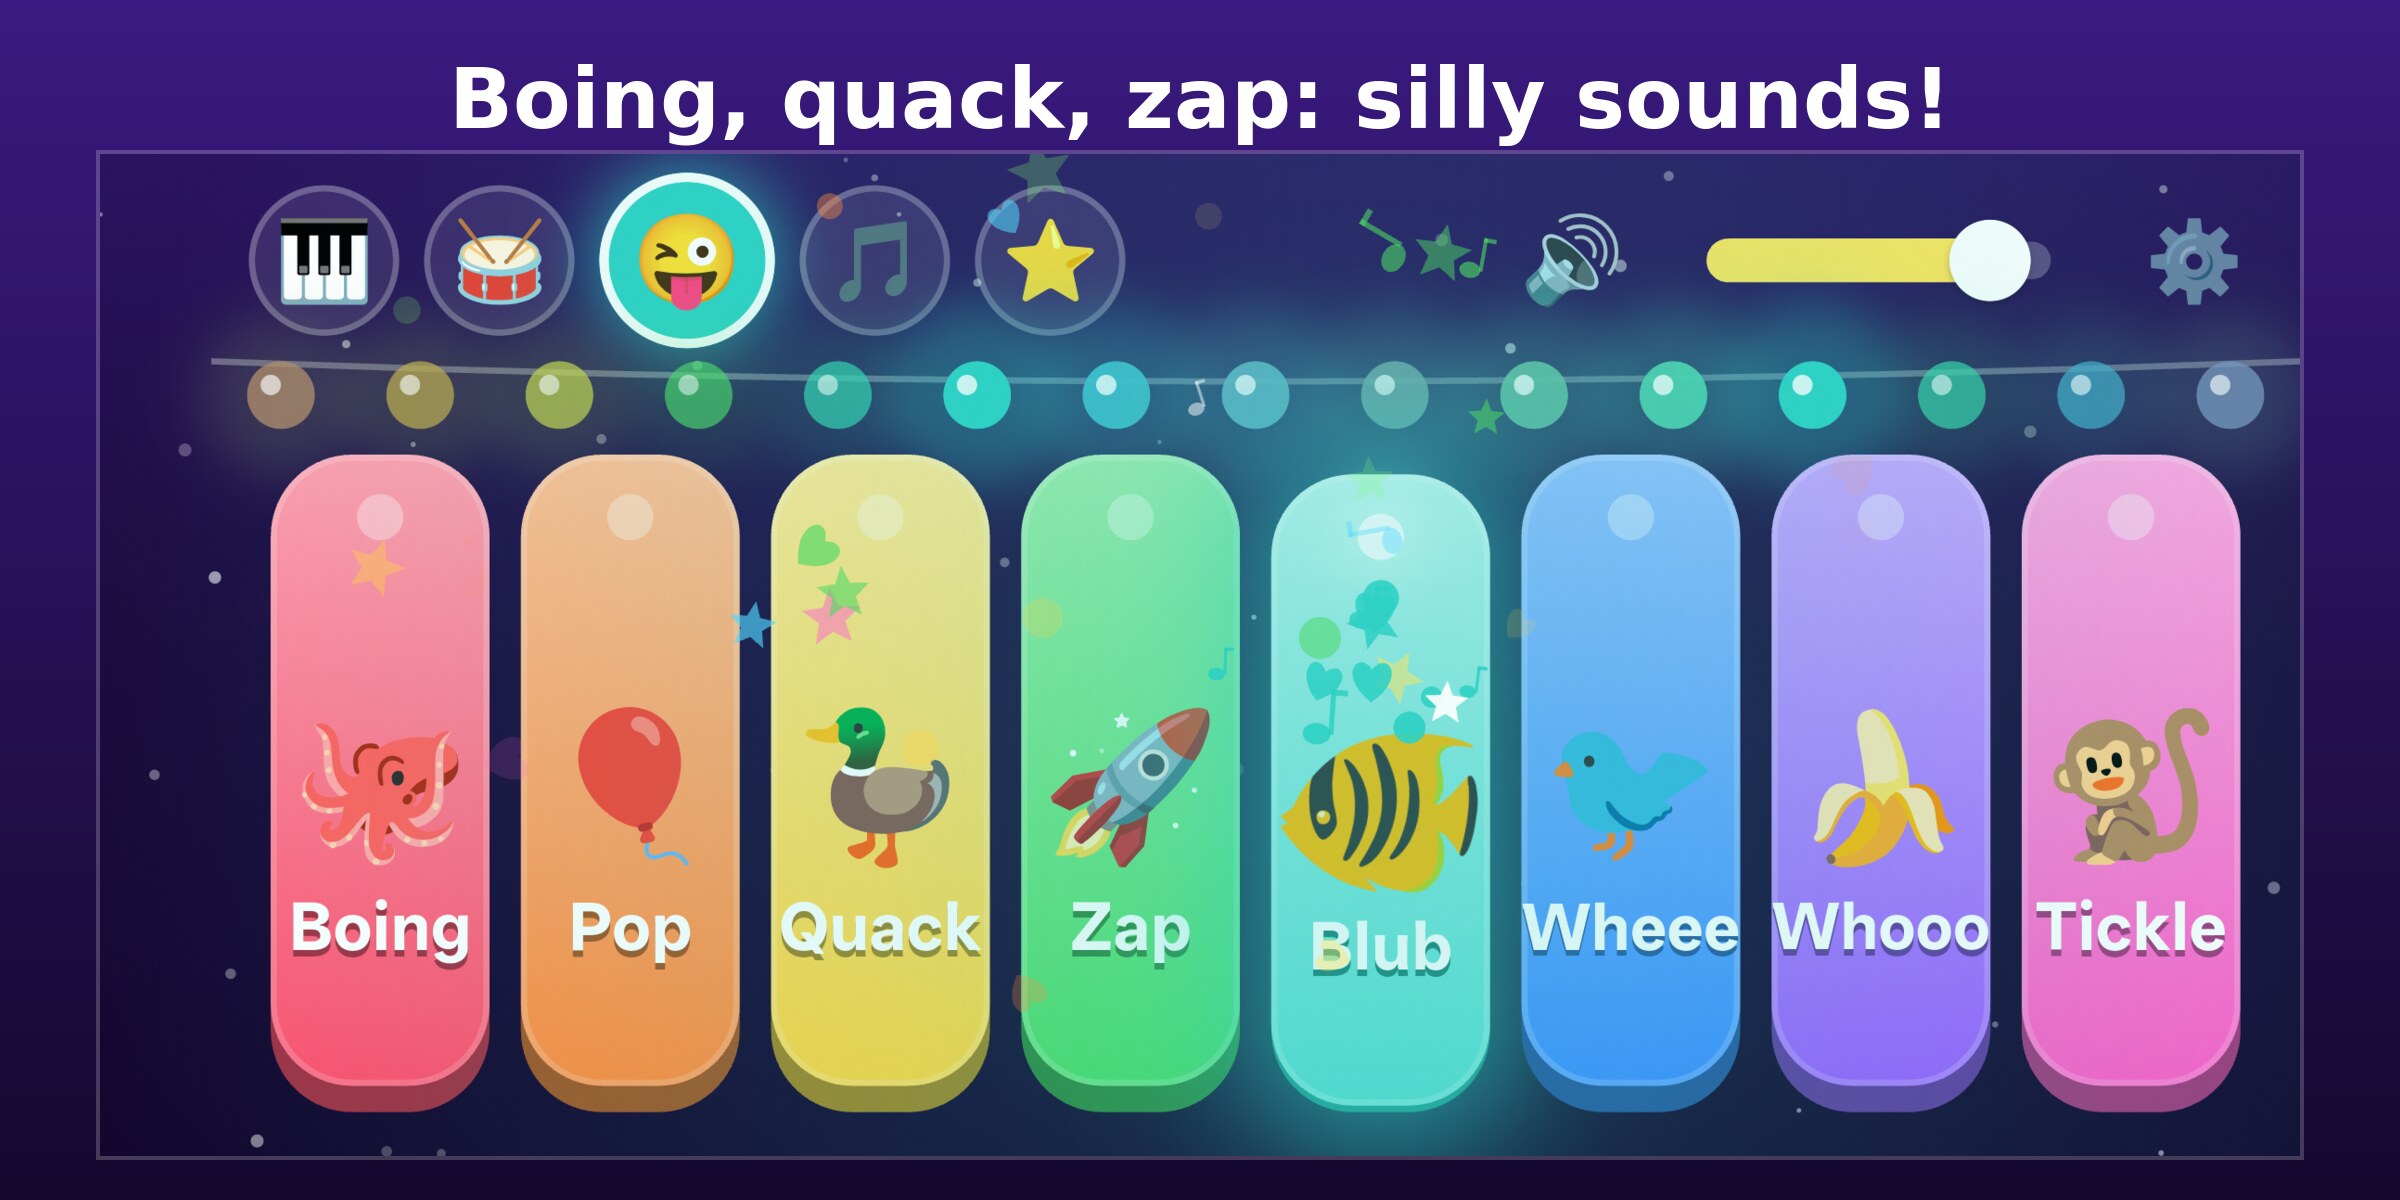 Boing, quack, zap: silly sounds!
Boing Pop Quack Zap Blub Wheee Whooo Tickle